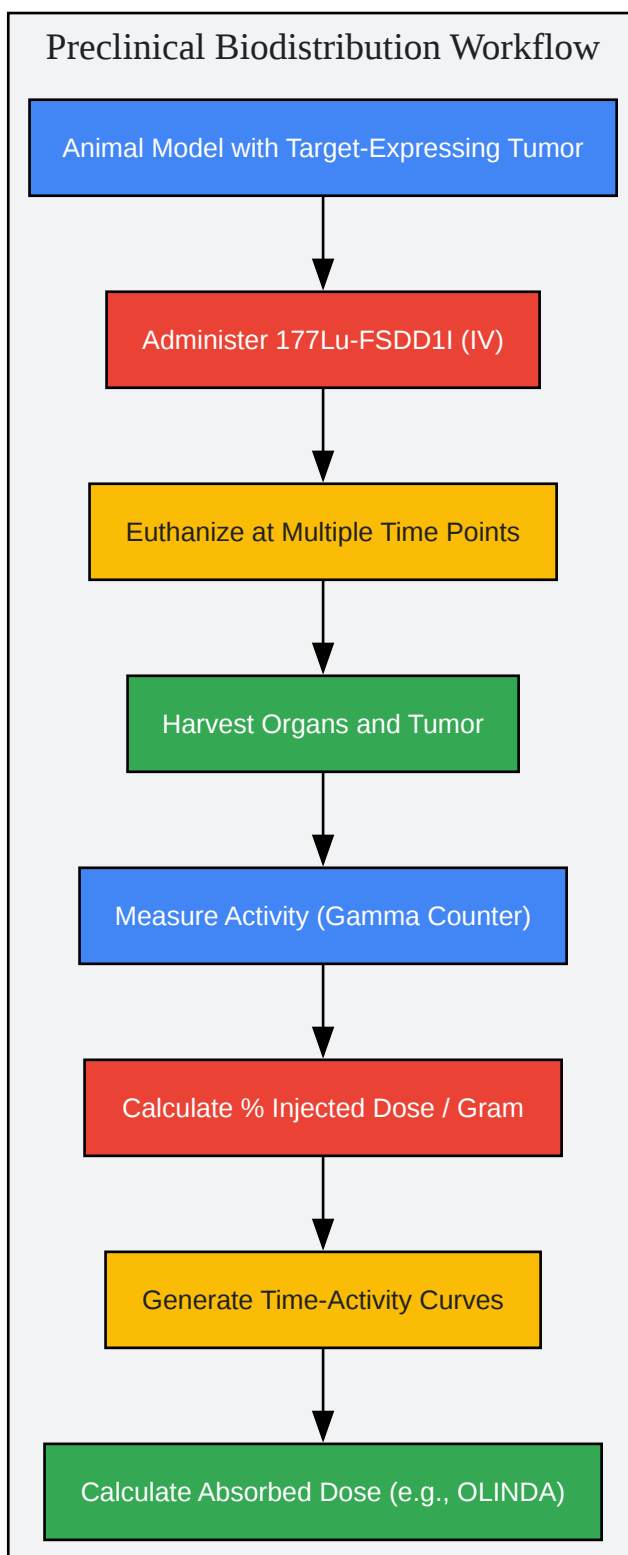 Preclinical Biodistribution Workflow
Animal Model with Target-Expressing Tumor
Administer 177Lu-FSDD1I (IV)
Euthanize at Multiple Time Points
Harvest Organs and Tumor
Measure Activity (Gamma Counter)
Calculate % Injected Dose / Gram
Generate Time-Activity Curves
Calculate Absorbed Dose (e.g., OLINDA)